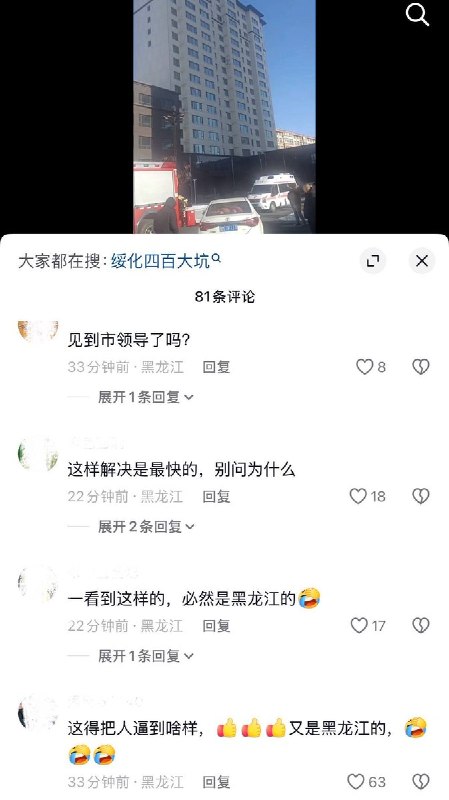 大家都在搜：绥化四百大坑
81条评论
见到市领导了吗?
33分钟前 · 黑龙江 回复 8
展开1条回复
这样解决是最快的，别问为什么
22分钟前 · 黑龙江 回复 18
展开2条回复
一看到这样的，必然是黑龙江的🤣
22分钟前 · 黑龙江 回复 17
展开1条回复
这得把人逼到啥样，👍👍👍又是黑龙江的，🤣
🤣🤣
33分钟前 · 黑龙江 回复 63